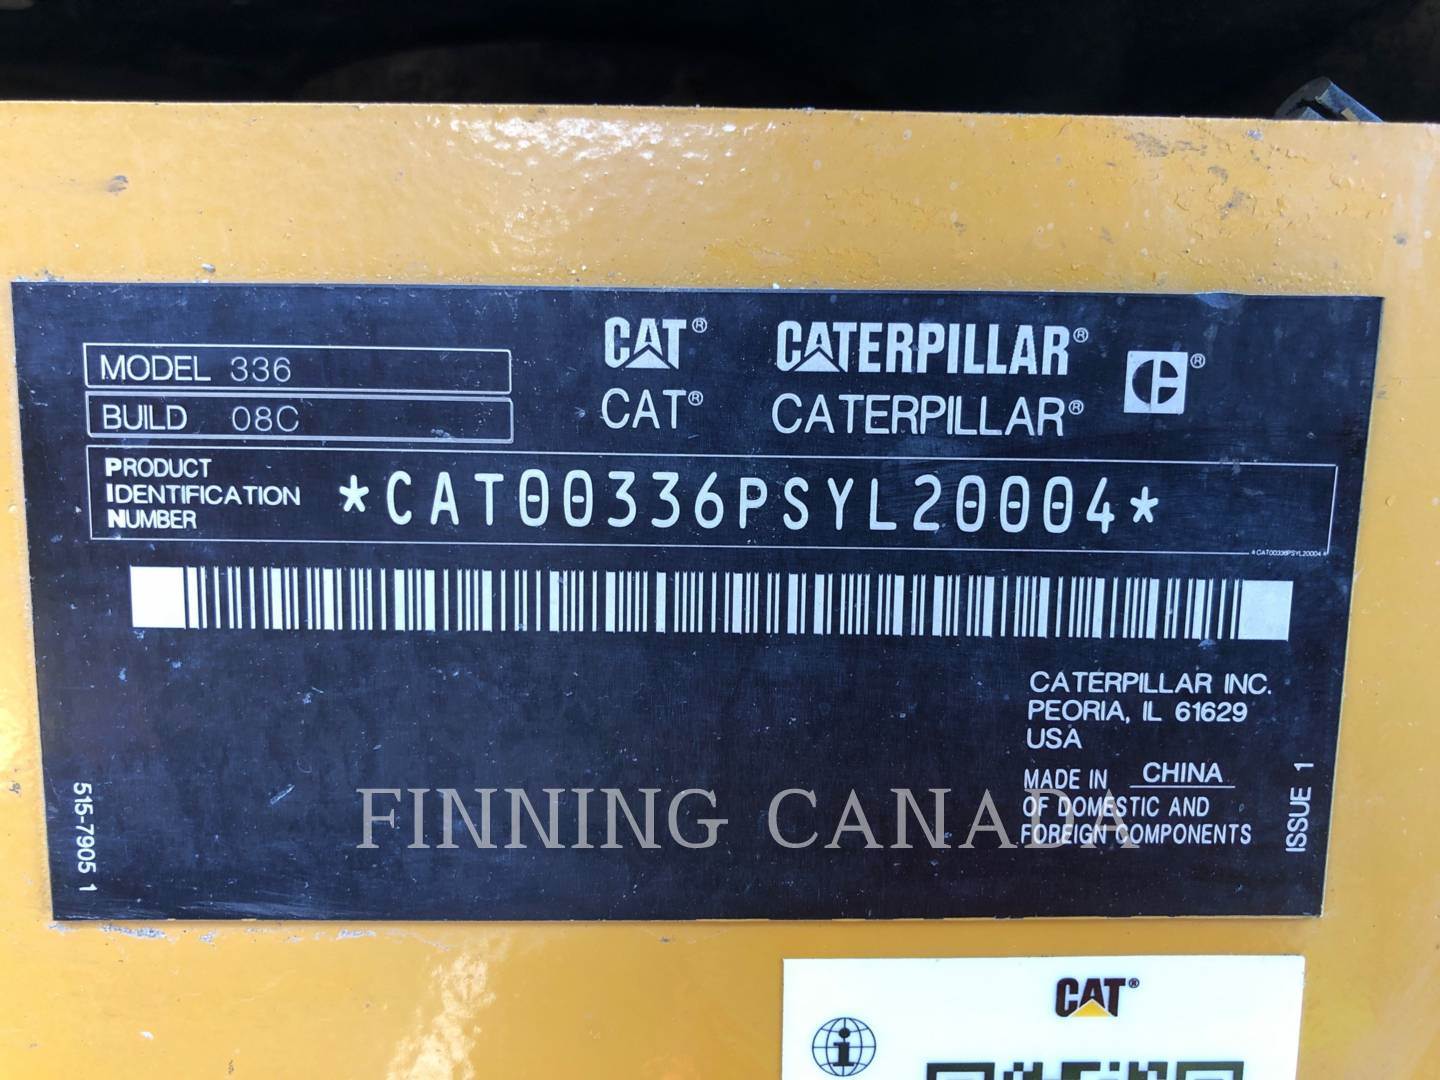 CAT® CATERPILLAR® ®
CAT® CATERPILLAR®
MODEL 336
BUILD 08C
PRODUCT
IDENTIFICATION
NUMBER
*CAT00336PSYL20004*
*CAT00336PSYL20004*
CATERPILLAR INC.
PEORIA, IL 61629
USA
MADE IN CHINA
OF DOMESTIC AND
FOREIGN COMPONENTS
515-7905 1
ISSUE 1
FINNING CANADA
CAT®
i